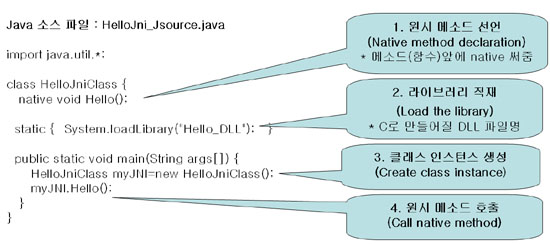 Java 소스 파일 : HelloJni_Jsource.java
import java.util.*;
class HelloJniClass {
native void Hello();
static { System.loadLibrary("Hello_DLL"); }
public static void main(String args[]) {
HelloJniClass myJNI=new HelloJniClass();
myJNI.Hello();
}
}
1. 원시 메소드 선언
(Native method declaration)
* 메소드(함수)앞에 native 써줌
2. 라이브러리 적재
(Load the library)
* C로 만들어질 DLL 파일명
3. 클래스 인스턴스 생성
(Create class instance)
4. 원시 메소드 호출
(Call native method)